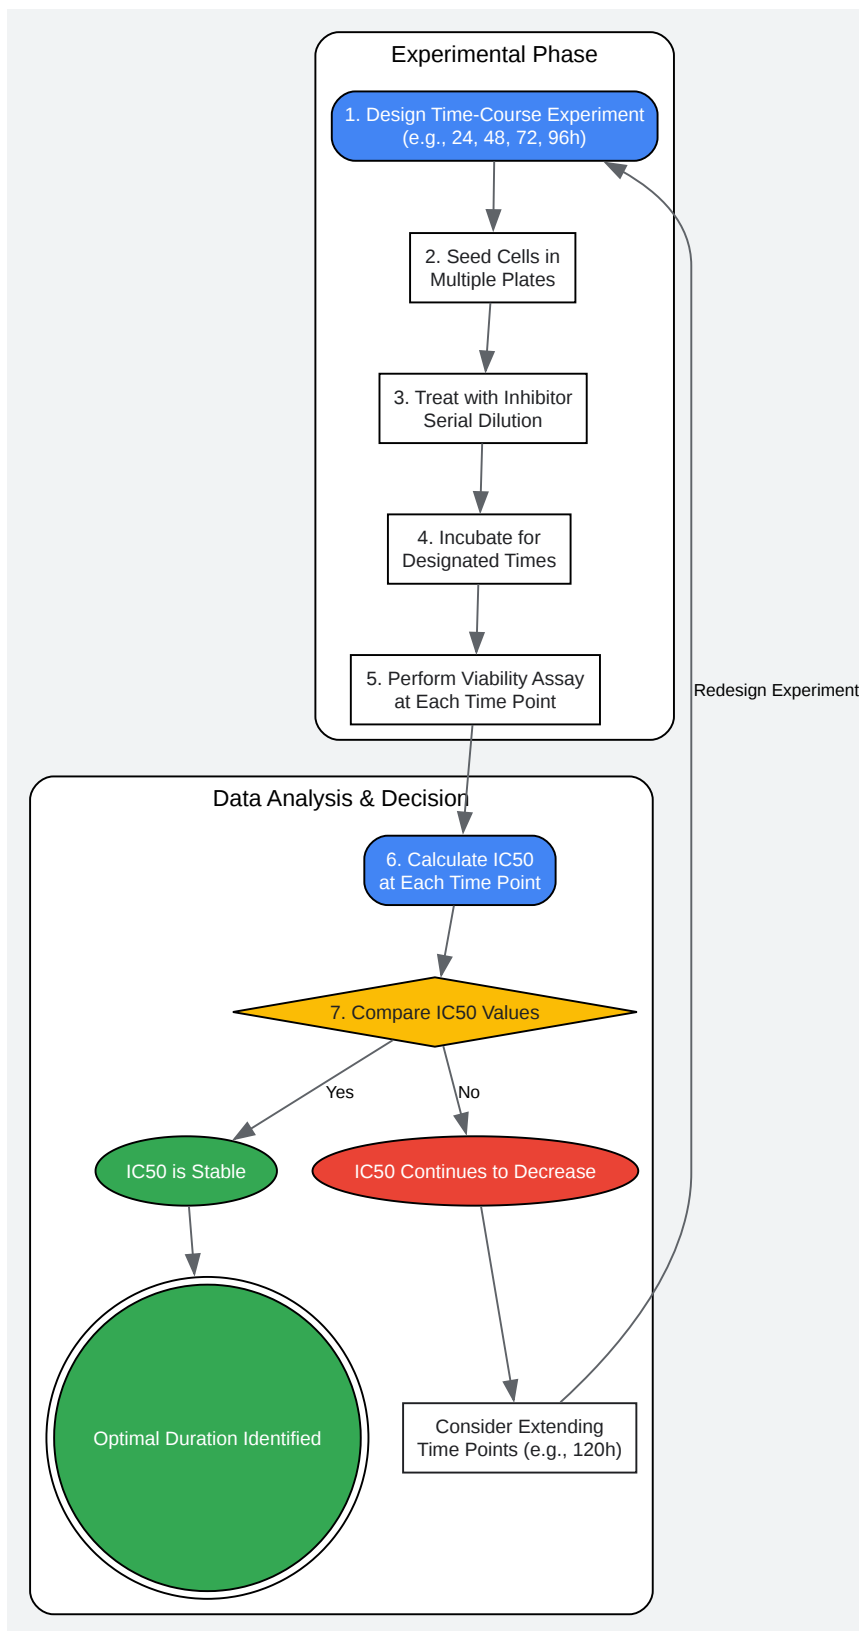 Experimental Phase
1. Design Time-Course Experiment
(e.g., 24, 48, 72, 96h)
2. Seed Cells in
Multiple Plates
3. Treat with Inhibitor
Serial Dilution
4. Incubate for
Designated Times
5. Perform Viability Assay
at Each Time Point
Redesign Experiment
Data Analysis & Decision
6. Calculate IC50
at Each Time Point
7. Compare IC50 Values
Yes
No
IC50 is Stable
IC50 Continues to Decrease
Optimal Duration Identified
Consider Extending
Time Points (e.g., 120h)